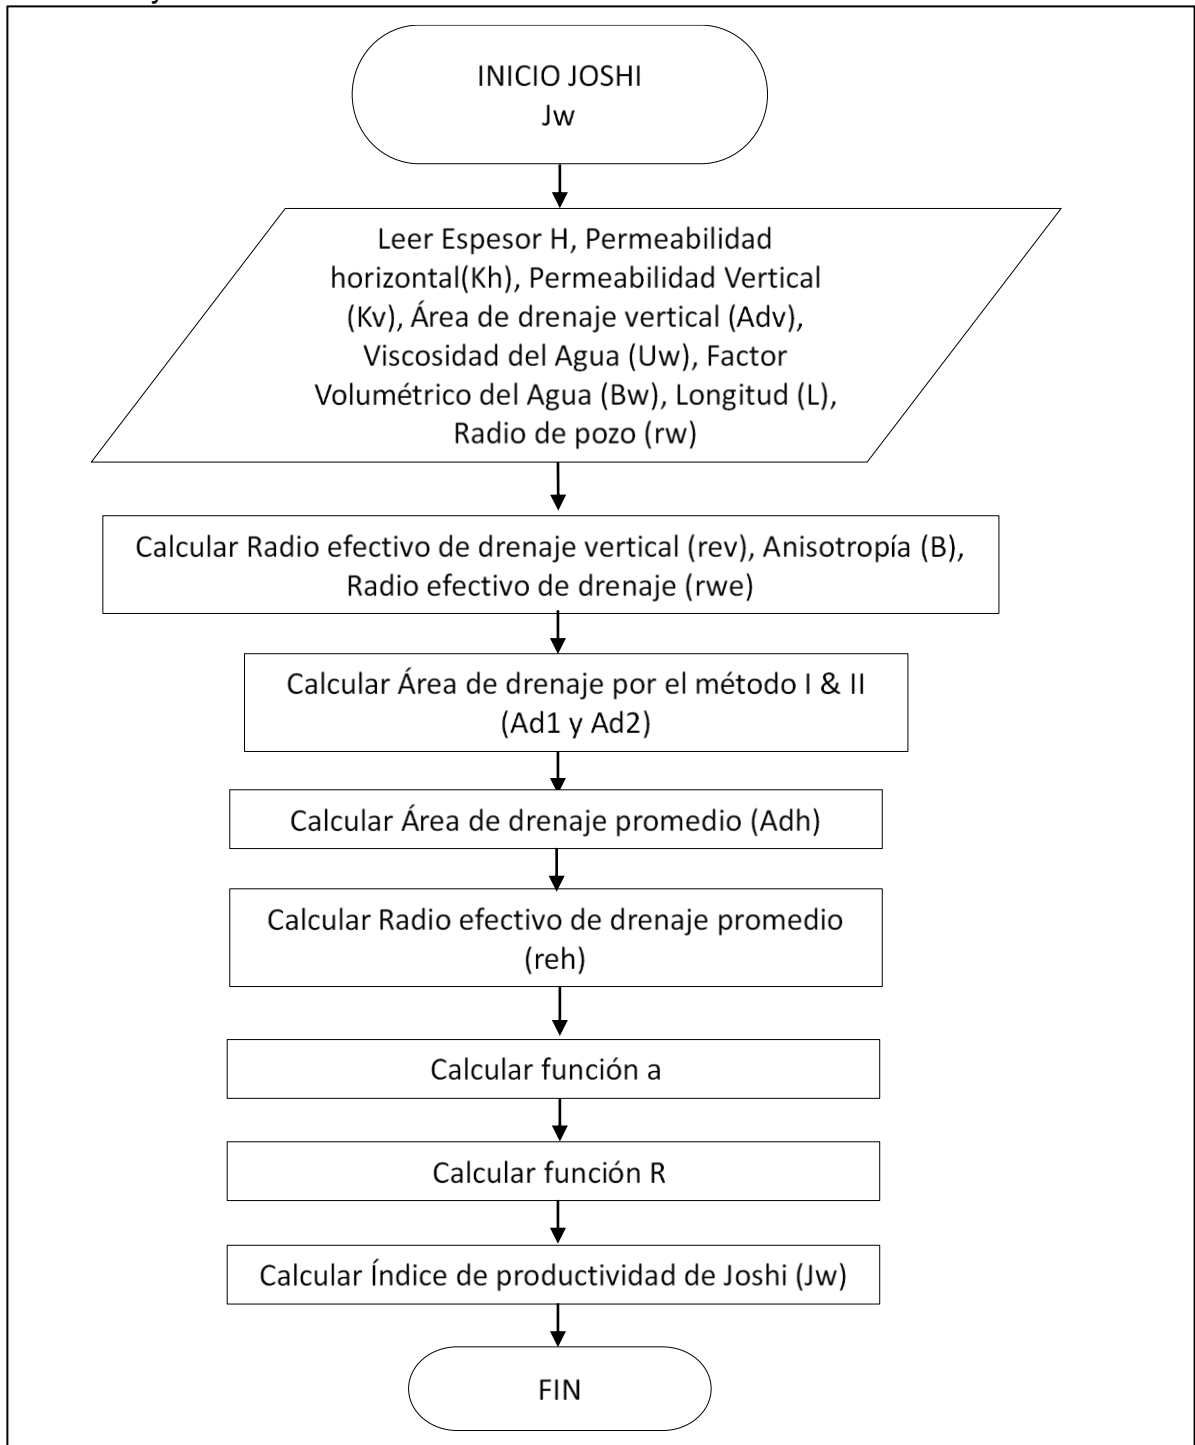 INICIO JOSHI
Jw
Leer Espesor H, Permeabilidad
horizontal(Kh), Permeabilidad Vertical
(Kv), Área de drenaje vertical (Adv),
Viscosidad del Agua (Uw), Factor
Volumétrico del Agua (Bw), Longitud (L),
Radio de pozo (rw)
Calcular Radio efectivo de drenaje vertical (rev), Anisotropía (B),
Radio efectivo de drenaje (rwe)
Calcular Área de drenaje por el método I & II
(Ad1 y Ad2)
Calcular Área de drenaje promedio (Adh)
Calcular Radio efectivo de drenaje promedio
(reh)
Calcular función a
Calcular función R
Calcular Índice de productividad de Joshi (Jw)
FIN